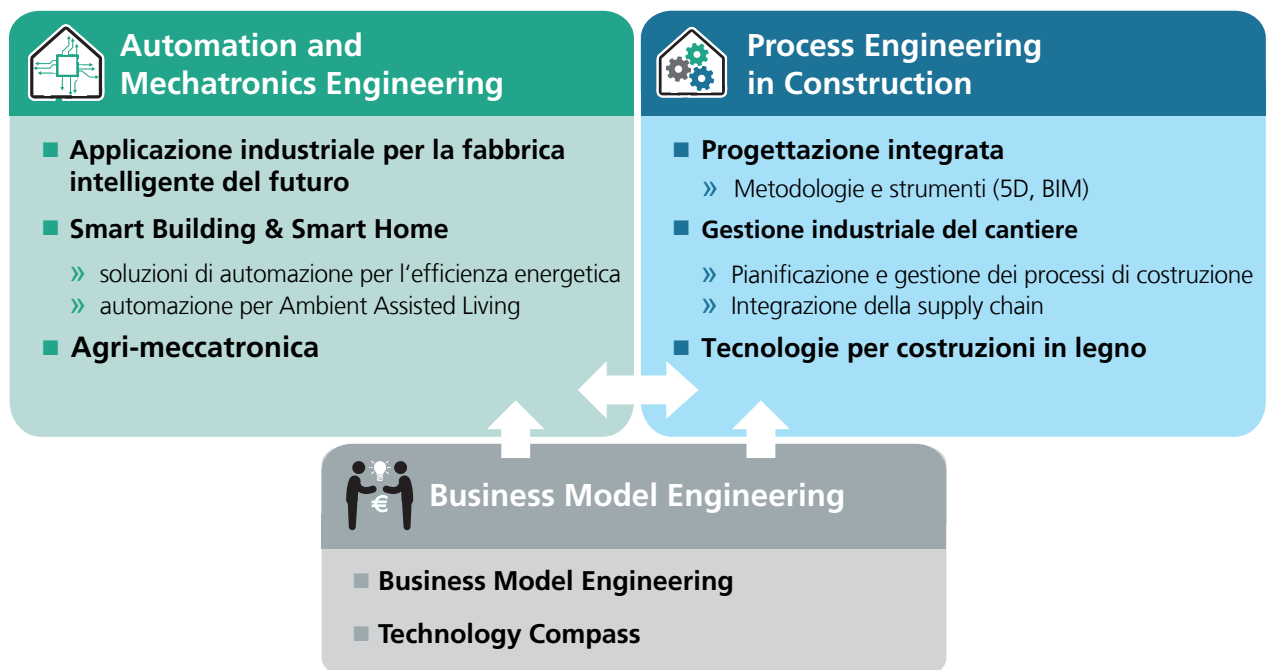 Automation and
Mechatronics Engineering
■ Applicazione industriale per la fabbrica
intelligente del futuro
■ Smart Building & Smart Home
» soluzioni di automazione per l‘efficienza energetica
» automazione per Ambient Assisted Living
■ Agri-meccatronica
Process Engineering
in Construction
■ Progettazione integrata
» Metodologie e strumenti (5D, BIM)
■ Gestione industriale del cantiere
» Pianificazione e gestione dei processi di costruzione
» Integrazione della supply chain
■ Tecnologie per costruzioni in legno
€
Business Model Engineering
■ Business Model Engineering
■ Technology Compass